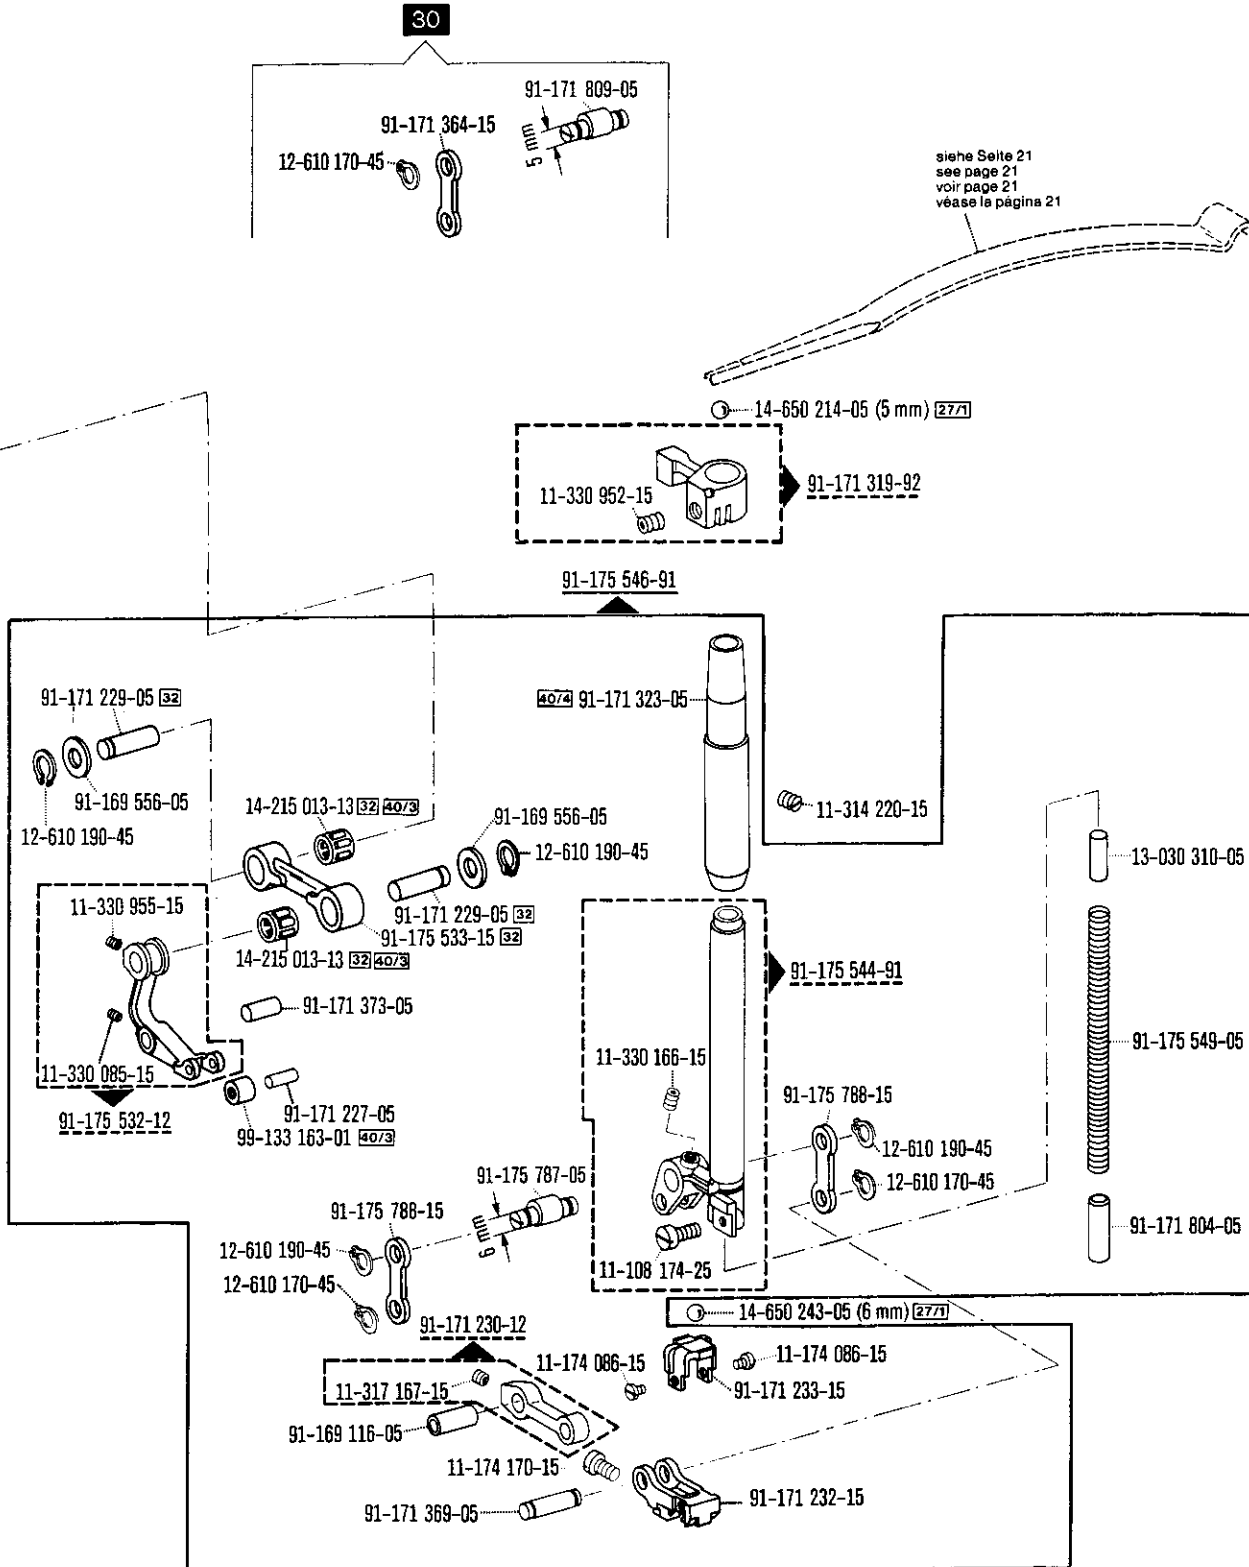 30
91-171 809-05
91-171 364-15
5 mm
12-610 170-45
siehe Seite 21
see page 21
voir page 21
véase la página 21
14-650 214-05 (5 mm) 27/1
11-330 952-15
91-171 319-92
91-175 546-91
91-171 229-05 32
40/4 91-171 323-05
91-169 556-05
12-610 190-45
14-215 013-13 32 40/3
91-169 556-05
12-610 190-45
11-314 220-15
13-030 310-05
11-330 955-15
91-171 229-05 32
91-175 533-15 32
14-215 013-13 32 40/3
91-175 544-91
91-171 373-05
11-330 085-15
91-175 532-12
91-171 227-05
99-133 163-01 40/3
11-330 166-15
91-175 549-05
91-175 788-15
12-610 190-45
12-610 170-45
91-175 787-05
91-175 788-15
6 mm
12-610 190-45
12-610 170-45
91-171 804-05
11-108 174-25
14-650 243-05 (6 mm) 27/1
91-171 230-12
11-174 086-15
11-174 086-15
91-171 233-15
11-317 167-15
91-169 116-05
11-174 170-15
91-171 369-05
91-171 232-15